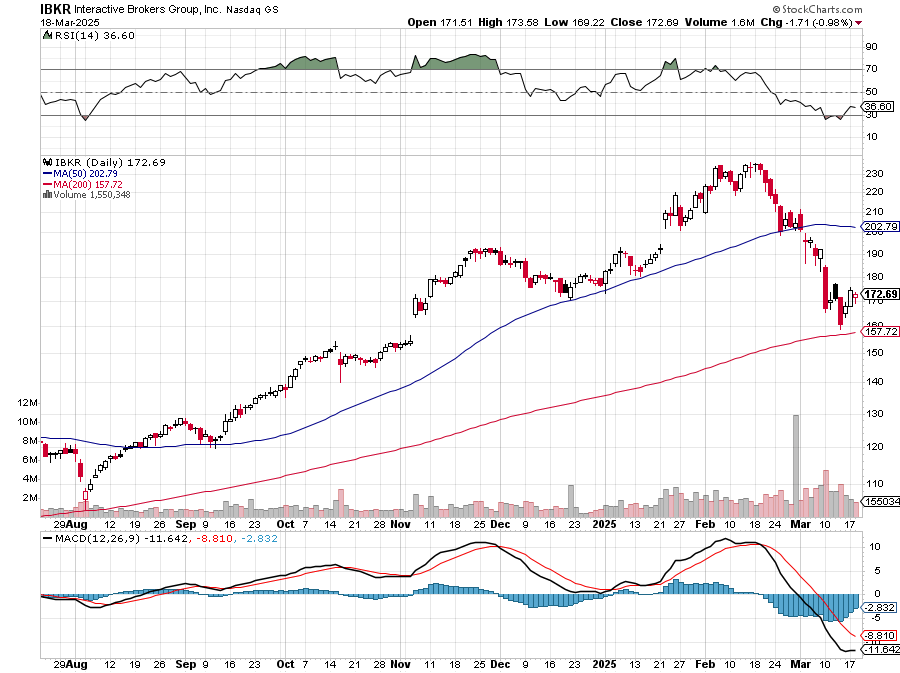 IBKR Interactive Brokers Group, Inc. Nasdaq GS
© StockCharts.com
18-Mar-2025
Open 171.51 High 173.58 Low 169.22 Close 172.69 Volume 1.6M Chg -1.71 (-0.98%)
RSI(14) 36.60
90
70
50
36.60
30
10
IBKR (Daily) 172.69
MA(50) 202.79
MA(200) 157.72
Volume 1,550,348
230
220
210
202.79
200
190
180
172.69
170
160
157.72
150
140
130
120
110
155034
12M
10M
8M
6M
4M
2M
29 Aug 12 19 26 Sep 9 16 23 Oct 7 14 21 28 Nov 11 18 25 Dec 9 16 23 2025 13 21 27 Feb 10 18 24 Mar 10 17
MACD(12,26,9) -11.642, -8.810, -2.832
10
5
0
-2.832
-5
-8.810
-11.642
29 Aug 12 19 26 Sep 9 16 23 Oct 7 14 21 28 Nov 11 18 25 Dec 9 16 23 2025 13 21 27 Feb 10 18 24 Mar 10 17